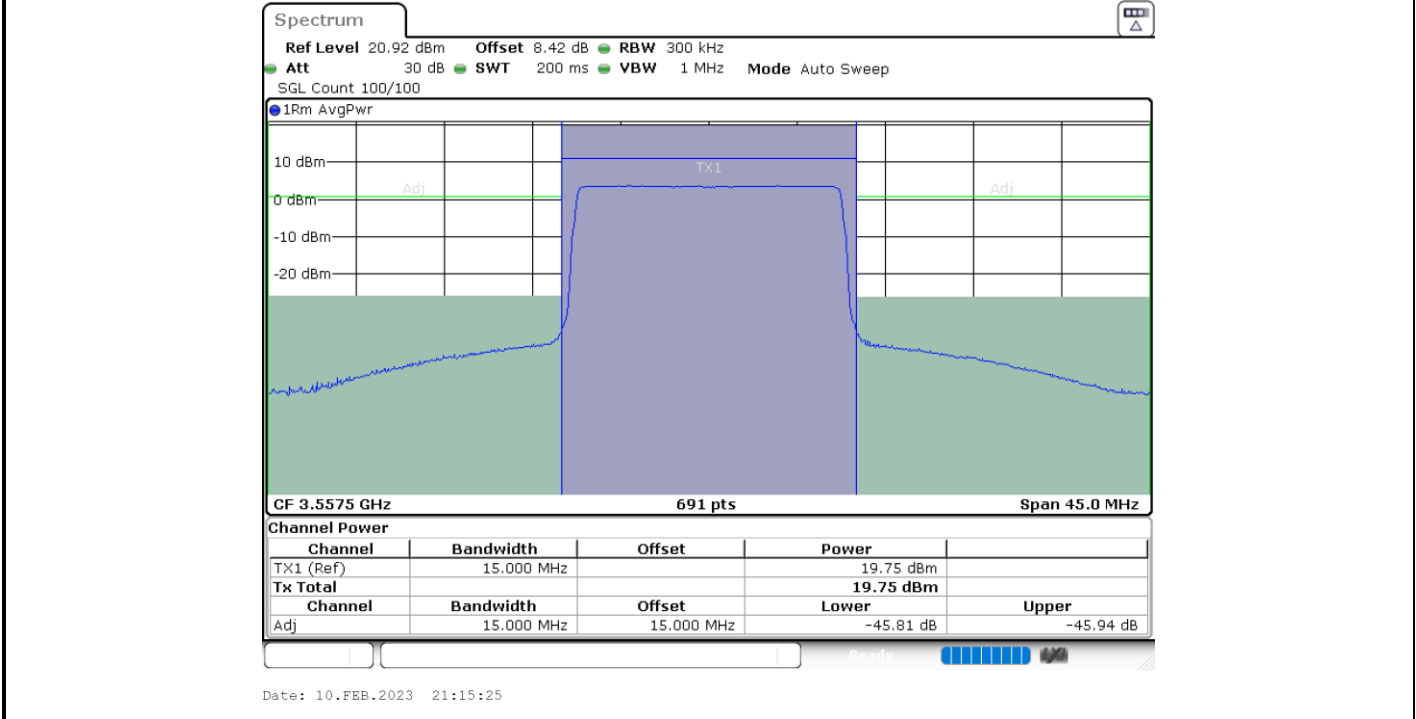 Spectrum
Ref Level 20.92 dBm Offset 8.42 dB RBW 300 kHz
Att 30 dB SWT 200 ms VBW 1 MHz Mode Auto Sweep
SGL Count 100/100
1Rm AvgPwr
10 dBm
TX1
Adj Adj
0 dBm
-10 dBm
-20 dBm
CF 3.5575 GHz 691 pts Span 45.0 MHz
Channel Power
Channel Bandwidth Offset Power
TX1 (Ref) 15.000 MHz 19.75 dBm
Tx Total 19.75 dBm
Channel Bandwidth Offset Lower Upper
Adj 15.000 MHz 15.000 MHz -45.81 dB -45.94 dB
Ready
Date: 10.FEB.2023 21:15:25